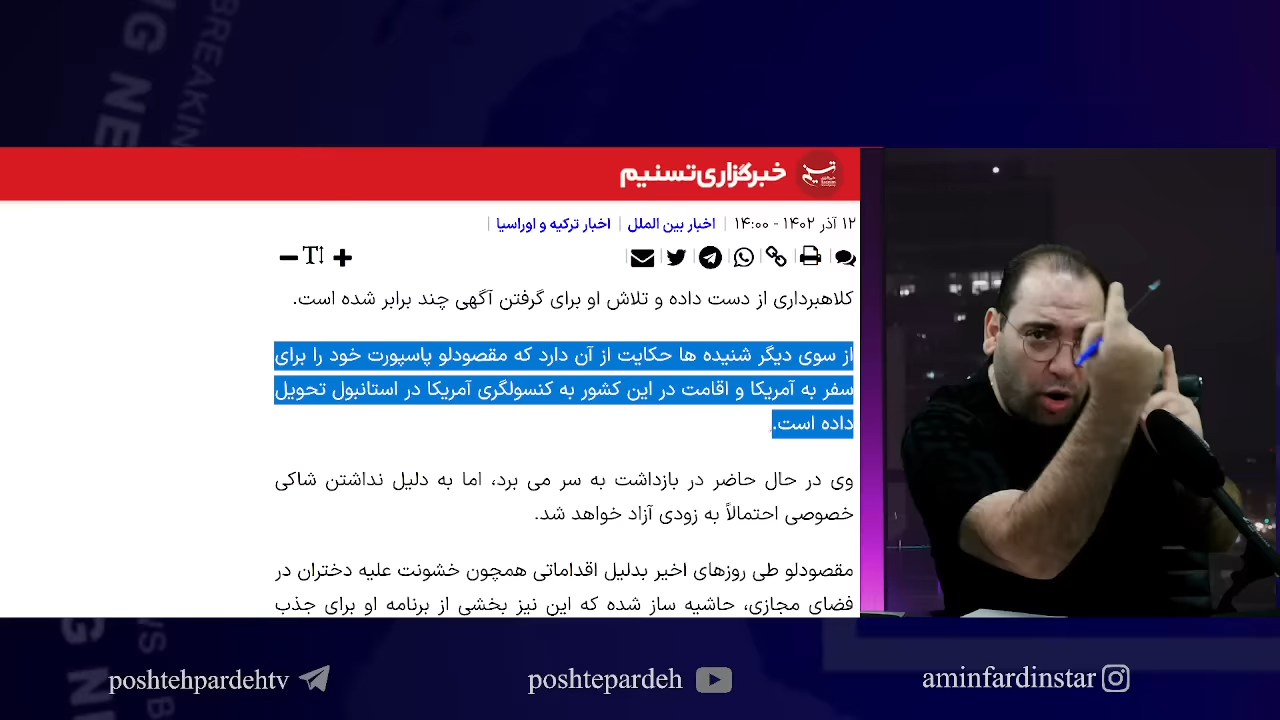 BREAKIN
NG NE
خبرگزاری تسنیم
۱۲ آذر ۱۴۰۲ - ۱۴:۰۰ | اخبار بین الملل | اخبار ترکیه و اوراسیا |
کلاهبرداری از دست داده و تلاش او برای گرفتن آگهی چند برابر شده است.
از سوی دیگر شنیده ها حکایت از آن دارد که مقصودلو پاسپورت خود را برای
سفر به آمریکا و اقامت در این کشور به کنسولگری آمریکا در استانبول تحویل
داده است.
وی در حال حاضر در بازداشت به سر می برد، اما به دلیل نداشتن شاکی
خصوصی احتمالاً به زودی آزاد خواهد شد.
مقصودلو طی روزهای اخیر بدلیل اقداماتی همچون خشونت علیه دختران در
فضای مجازی، حاشیه ساز شده که این نیز بخشی از برنامه او برای جذب
poshtehpardehtv
poshtepardeh
aminfardinstar